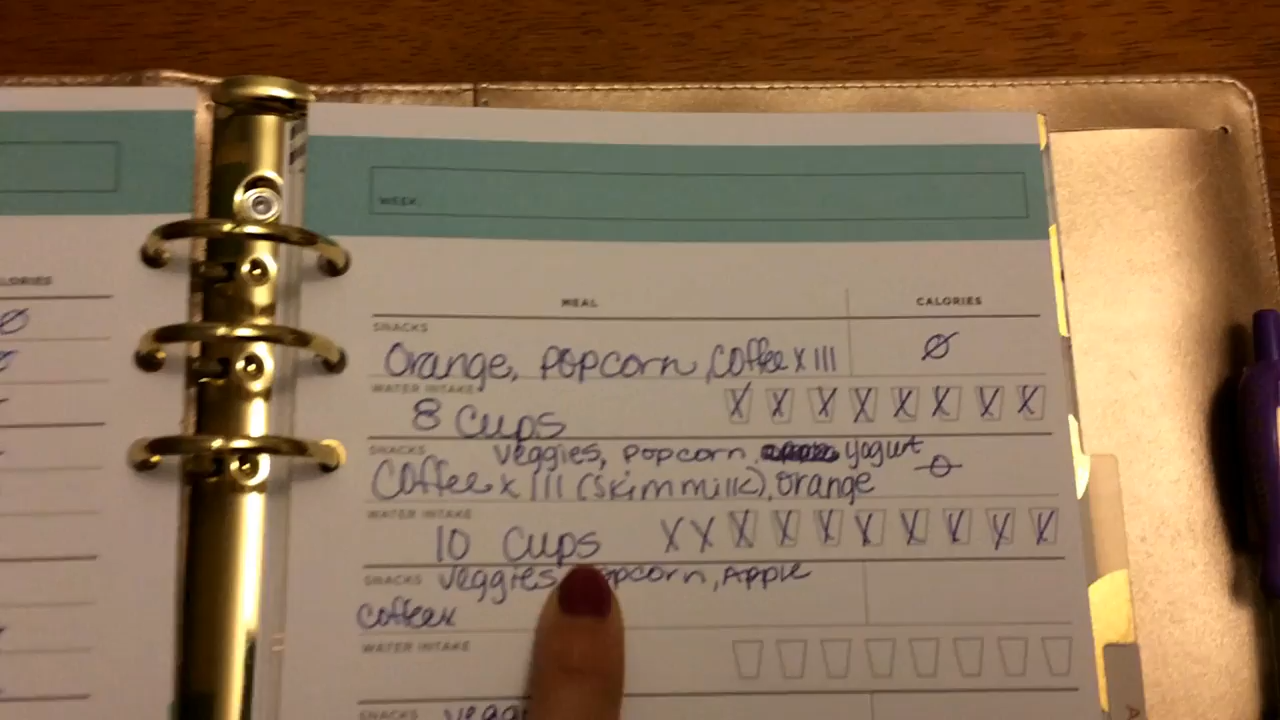 WEEK:
MEAL CALORIES
SNACKS
Orange, popcorn, coffee x III Ø
WATER INTAKE
8 cups X X X X X X X X
SNACKS veggies, popcorn, yogurt
Coffee x III (skim milk), orange Ø
WATER INTAKE
10 cups X X X X X X X X X X
SNACKS veggies popcorn, Apple
coffee x
WATER INTAKE
SNACKS